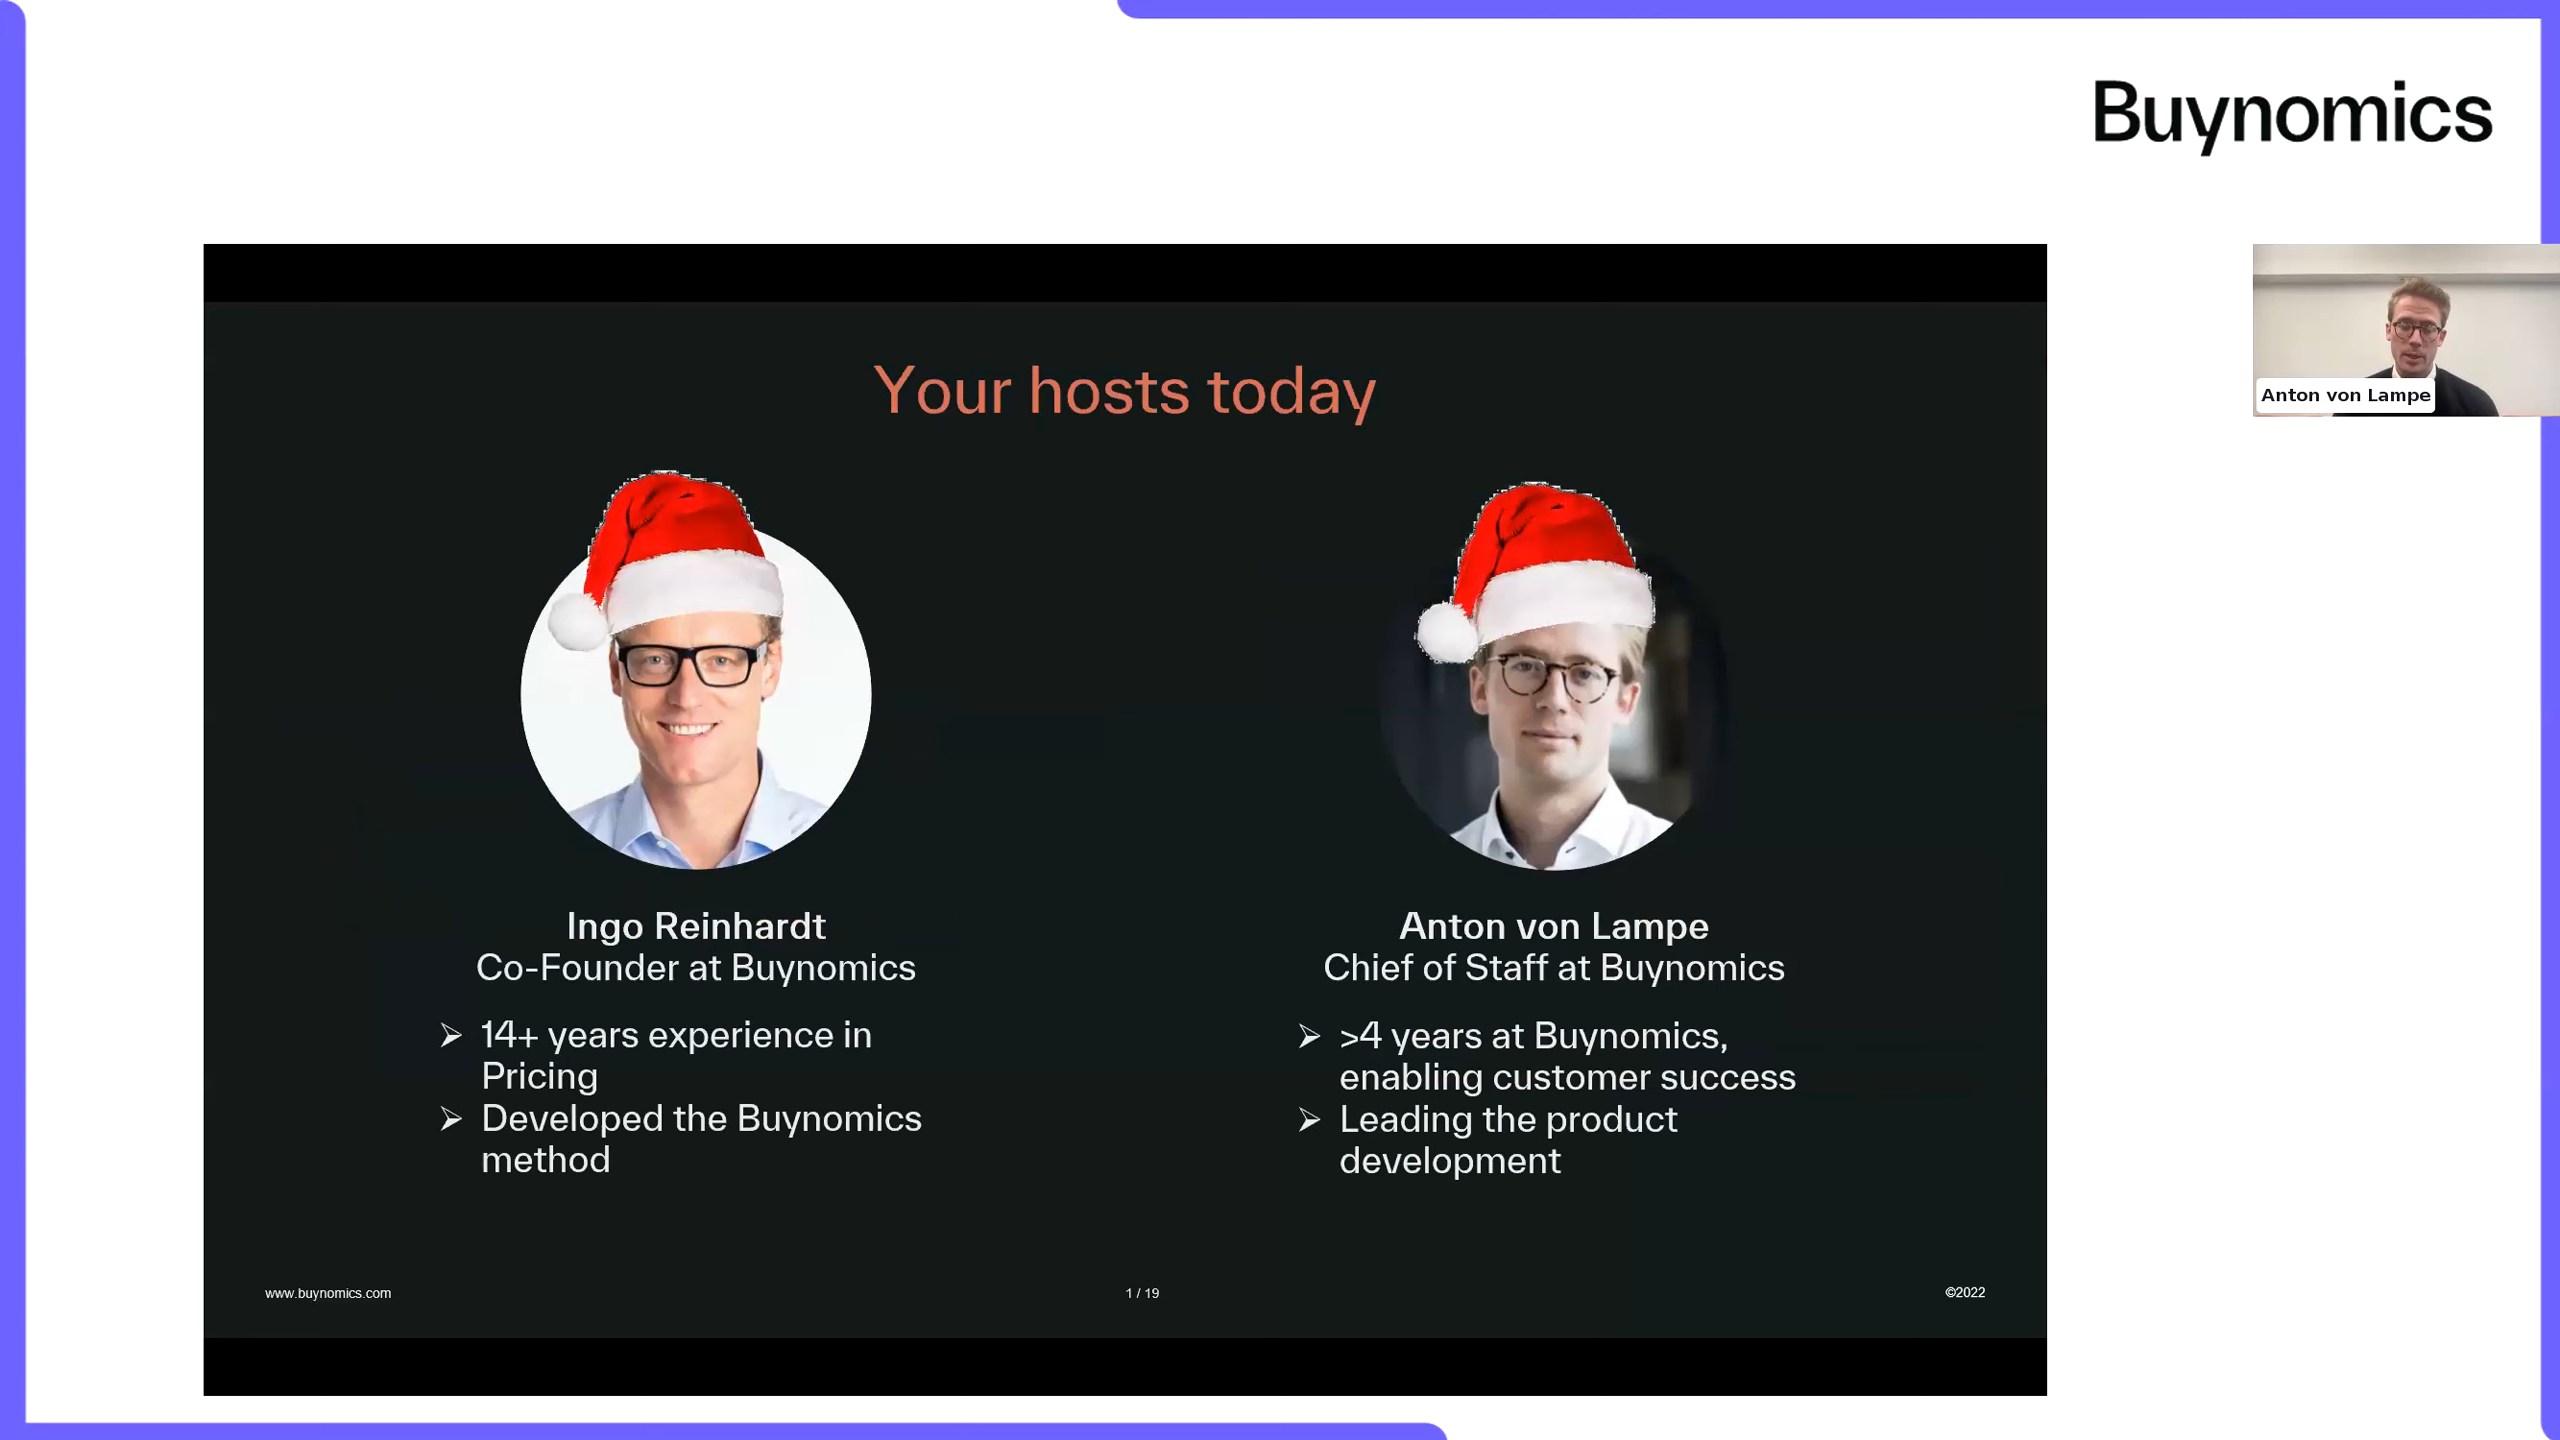 Buynomics
Anton von Lampe
Your hosts today
Ingo Reinhardt
Co-Founder at Buynomics
➢ 14+ years experience in
Pricing
➢ Developed the Buynomics
method
Anton von Lampe
Chief of Staff at Buynomics
➢ >4 years at Buynomics,
enabling customer success
➢ Leading the product
development
www.buynomics.com
1 / 19
©2022